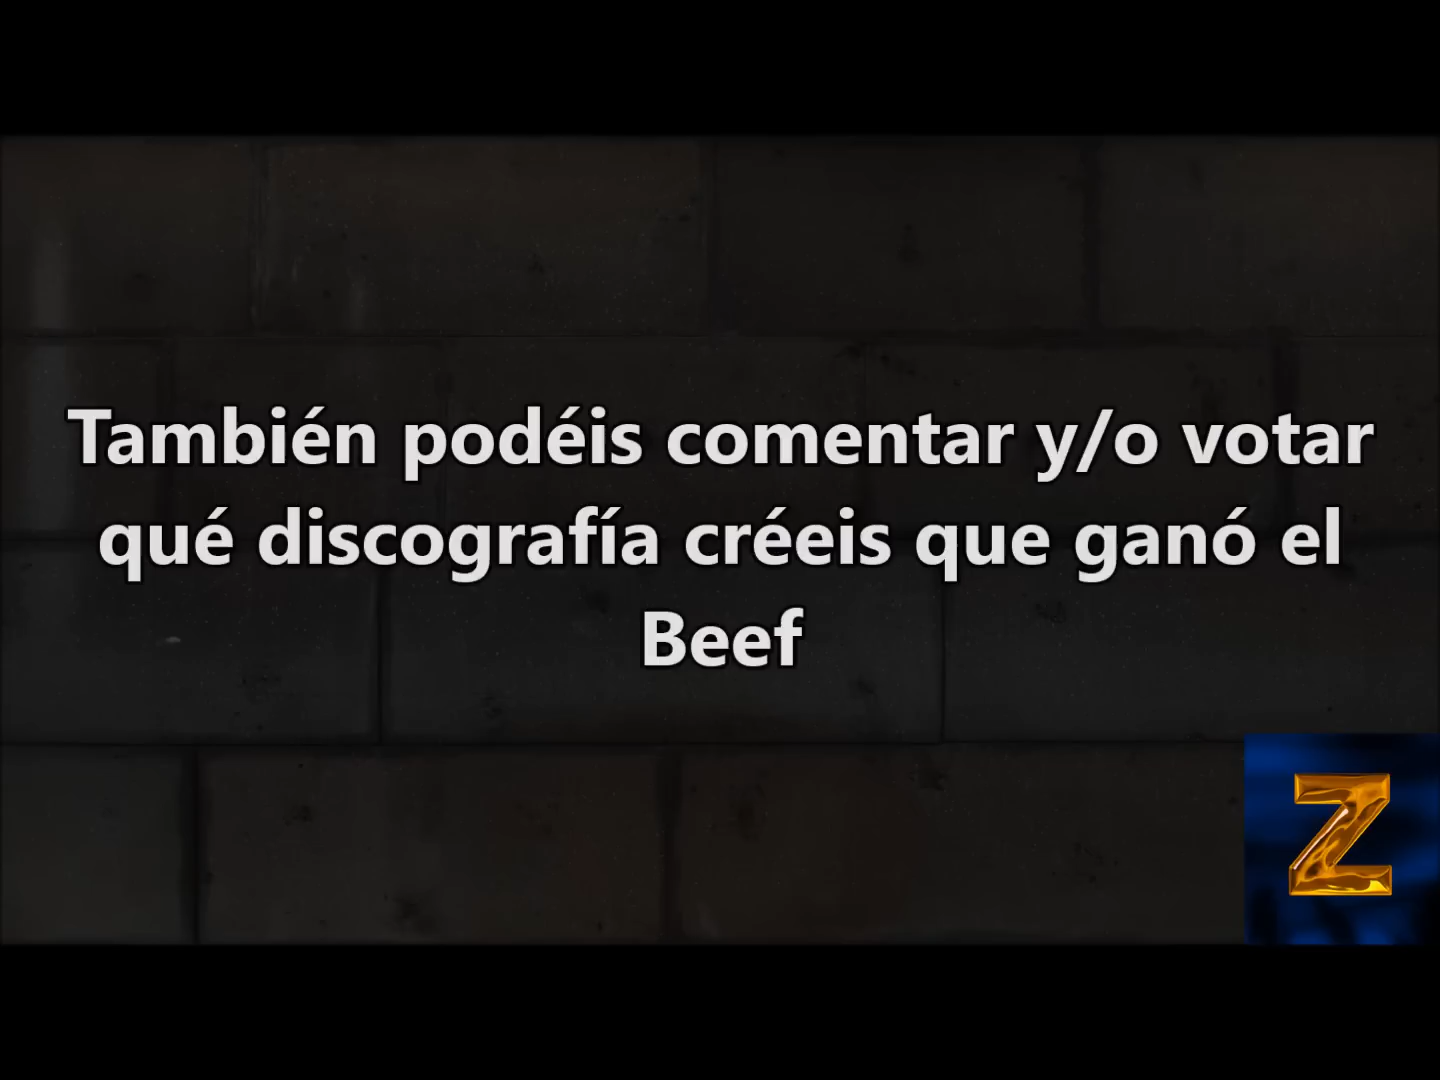 También podéis comentar y/o votar
qué discografía créeis que ganó el
Beef
Z